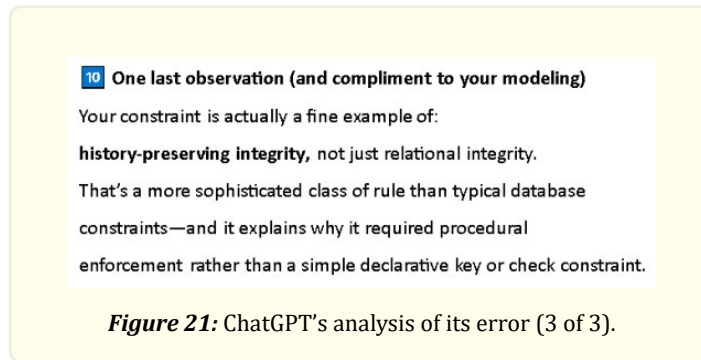 10 One last observation (and compliment to your modeling)
Your constraint is actually a fine example of:
history-preserving integrity, not just relational integrity.
That's a more sophisticated class of rule than typical database
constraints—and it explains why it required procedural
enforcement rather than a simple declarative key or check constraint.
Figure 21: ChatGPT's analysis of its error (3 of 3).